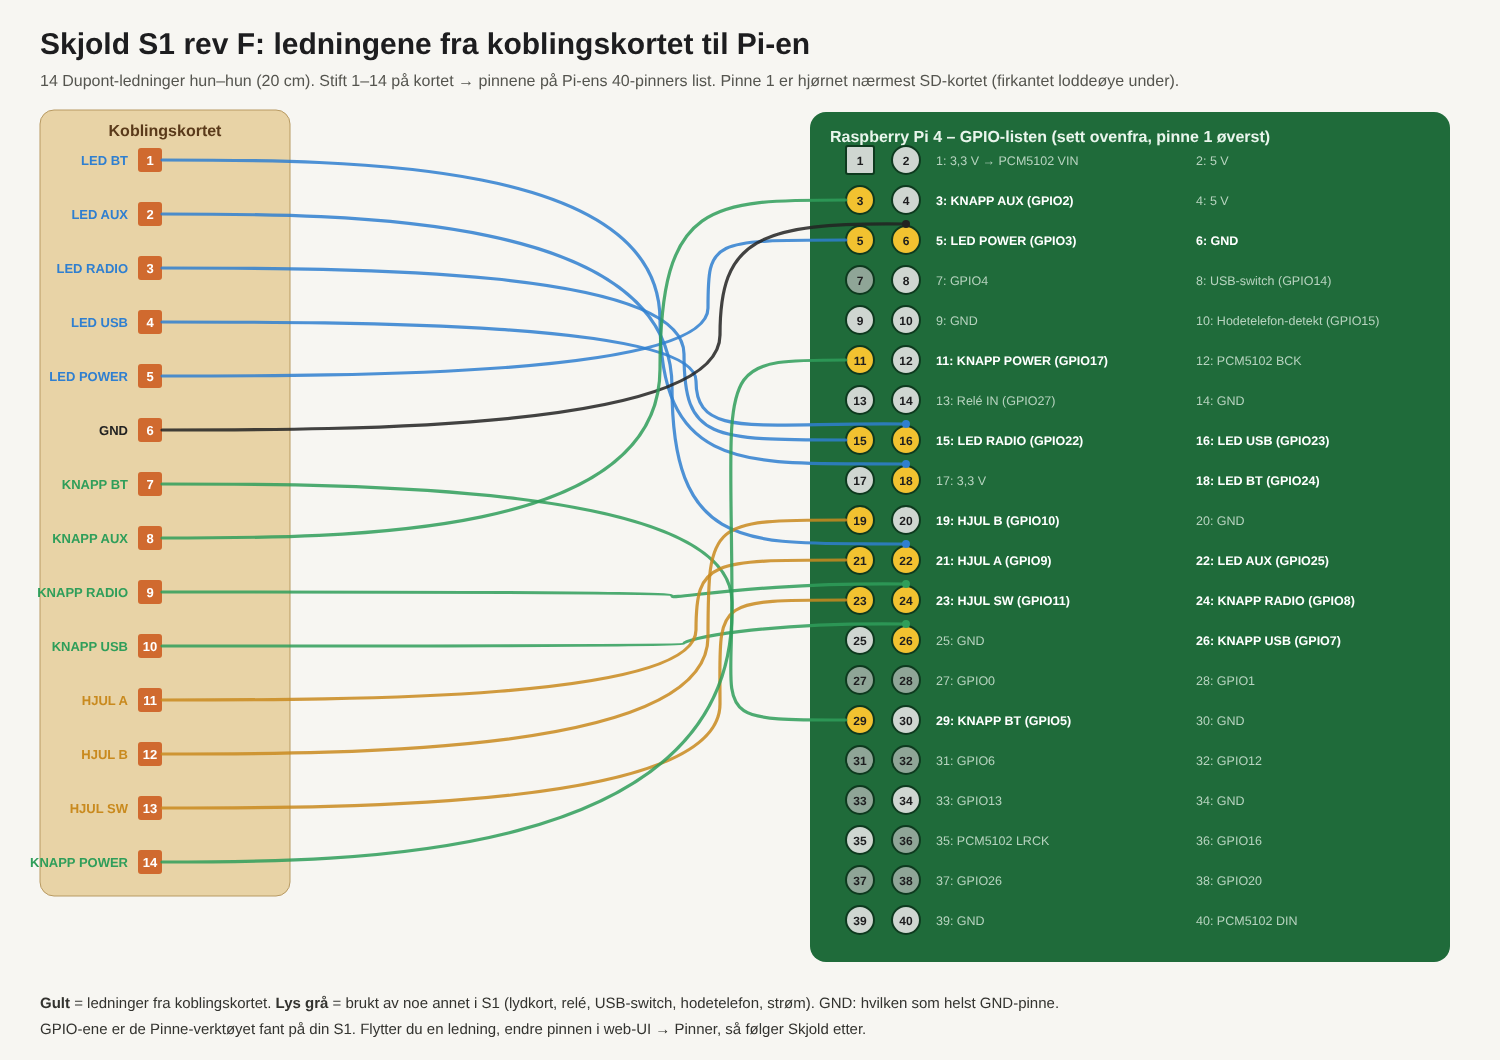 Skjold S1 rev F: ledningene fra koblingskortet til Pi-en
14 Dupont-ledninger hun–hun (20 cm). Stift 1–14 på kortet → pinnene på Pi-ens 40-pinners list. Pinne 1 er hjørnet nærmest SD-kortet (firkantet loddeøye under).
Koblingskortet
LED BT 1
LED AUX 2
LED RADIO 3
LED USB 4
LED POWER 5
GND 6
KNAPP BT 7
KNAPP AUX 8
KNAPP RADIO 9
KNAPP USB 10
HJUL A 11
HJUL B 12
HJUL SW 13
KNAPP POWER 14
Raspberry Pi 4 – GPIO-listen (sett ovenfra, pinne 1 øverst)
1 2 1: 3,3 V → PCM5102 VIN 2: 5 V
3 4 3: KNAPP AUX (GPIO2) 4: 5 V
5 6 5: LED POWER (GPIO3) 6: GND
7 8 7: GPIO4 8: USB-switch (GPIO14)
9 10 9: GND 10: Hodetelefon-detekt (GPIO15)
11 12 11: KNAPP POWER (GPIO17) 12: PCM5102 BCK
13 14 13: Relé IN (GPIO27) 14: GND
15 16 15: LED RADIO (GPIO22) 16: LED USB (GPIO23)
17 18 17: 3,3 V 18: LED BT (GPIO24)
19 20 19: HJUL B (GPIO10) 20: GND
21 22 21: HJUL A (GPIO9) 22: LED AUX (GPIO25)
23 24 23: HJUL SW (GPIO11) 24: KNAPP RADIO (GPIO8)
25 26 25: GND 26: KNAPP USB (GPIO7)
27 28 27: GPIO0 28: GPIO1
29 30 29: KNAPP BT (GPIO5) 30: GND
31 32 31: GPIO6 32: GPIO12
33 34 33: GPIO13 34: GND
35 36 35: PCM5102 LRCK 36: GPIO16
37 38 37: GPIO26 38: GPIO20
39 40 39: GND 40: PCM5102 DIN
Gult = ledninger fra koblingskortet. Lys grå = brukt av noe annet i S1 (lydkort, relé, USB-switch, hodetelefon, strøm). GND: hvilken som helst GND-pinne.
GPIO-ene er de Pinne-verktøyet fant på din S1. Flytter du en ledning, endre pinnen i web-UI → Pinner, så følger Skjold etter.